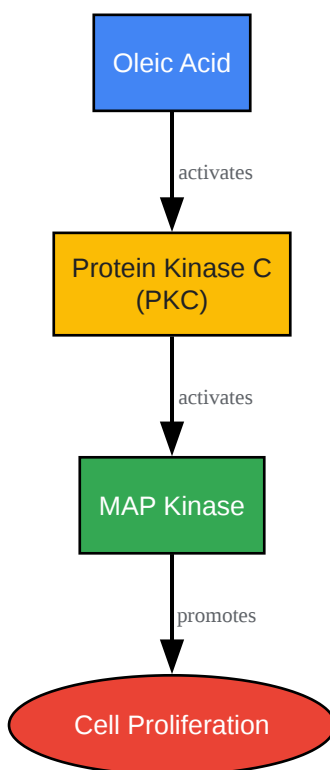 Oleic Acid
activates
Protein Kinase C
(PKC)
activates
MAP Kinase
promotes
Cell Proliferation